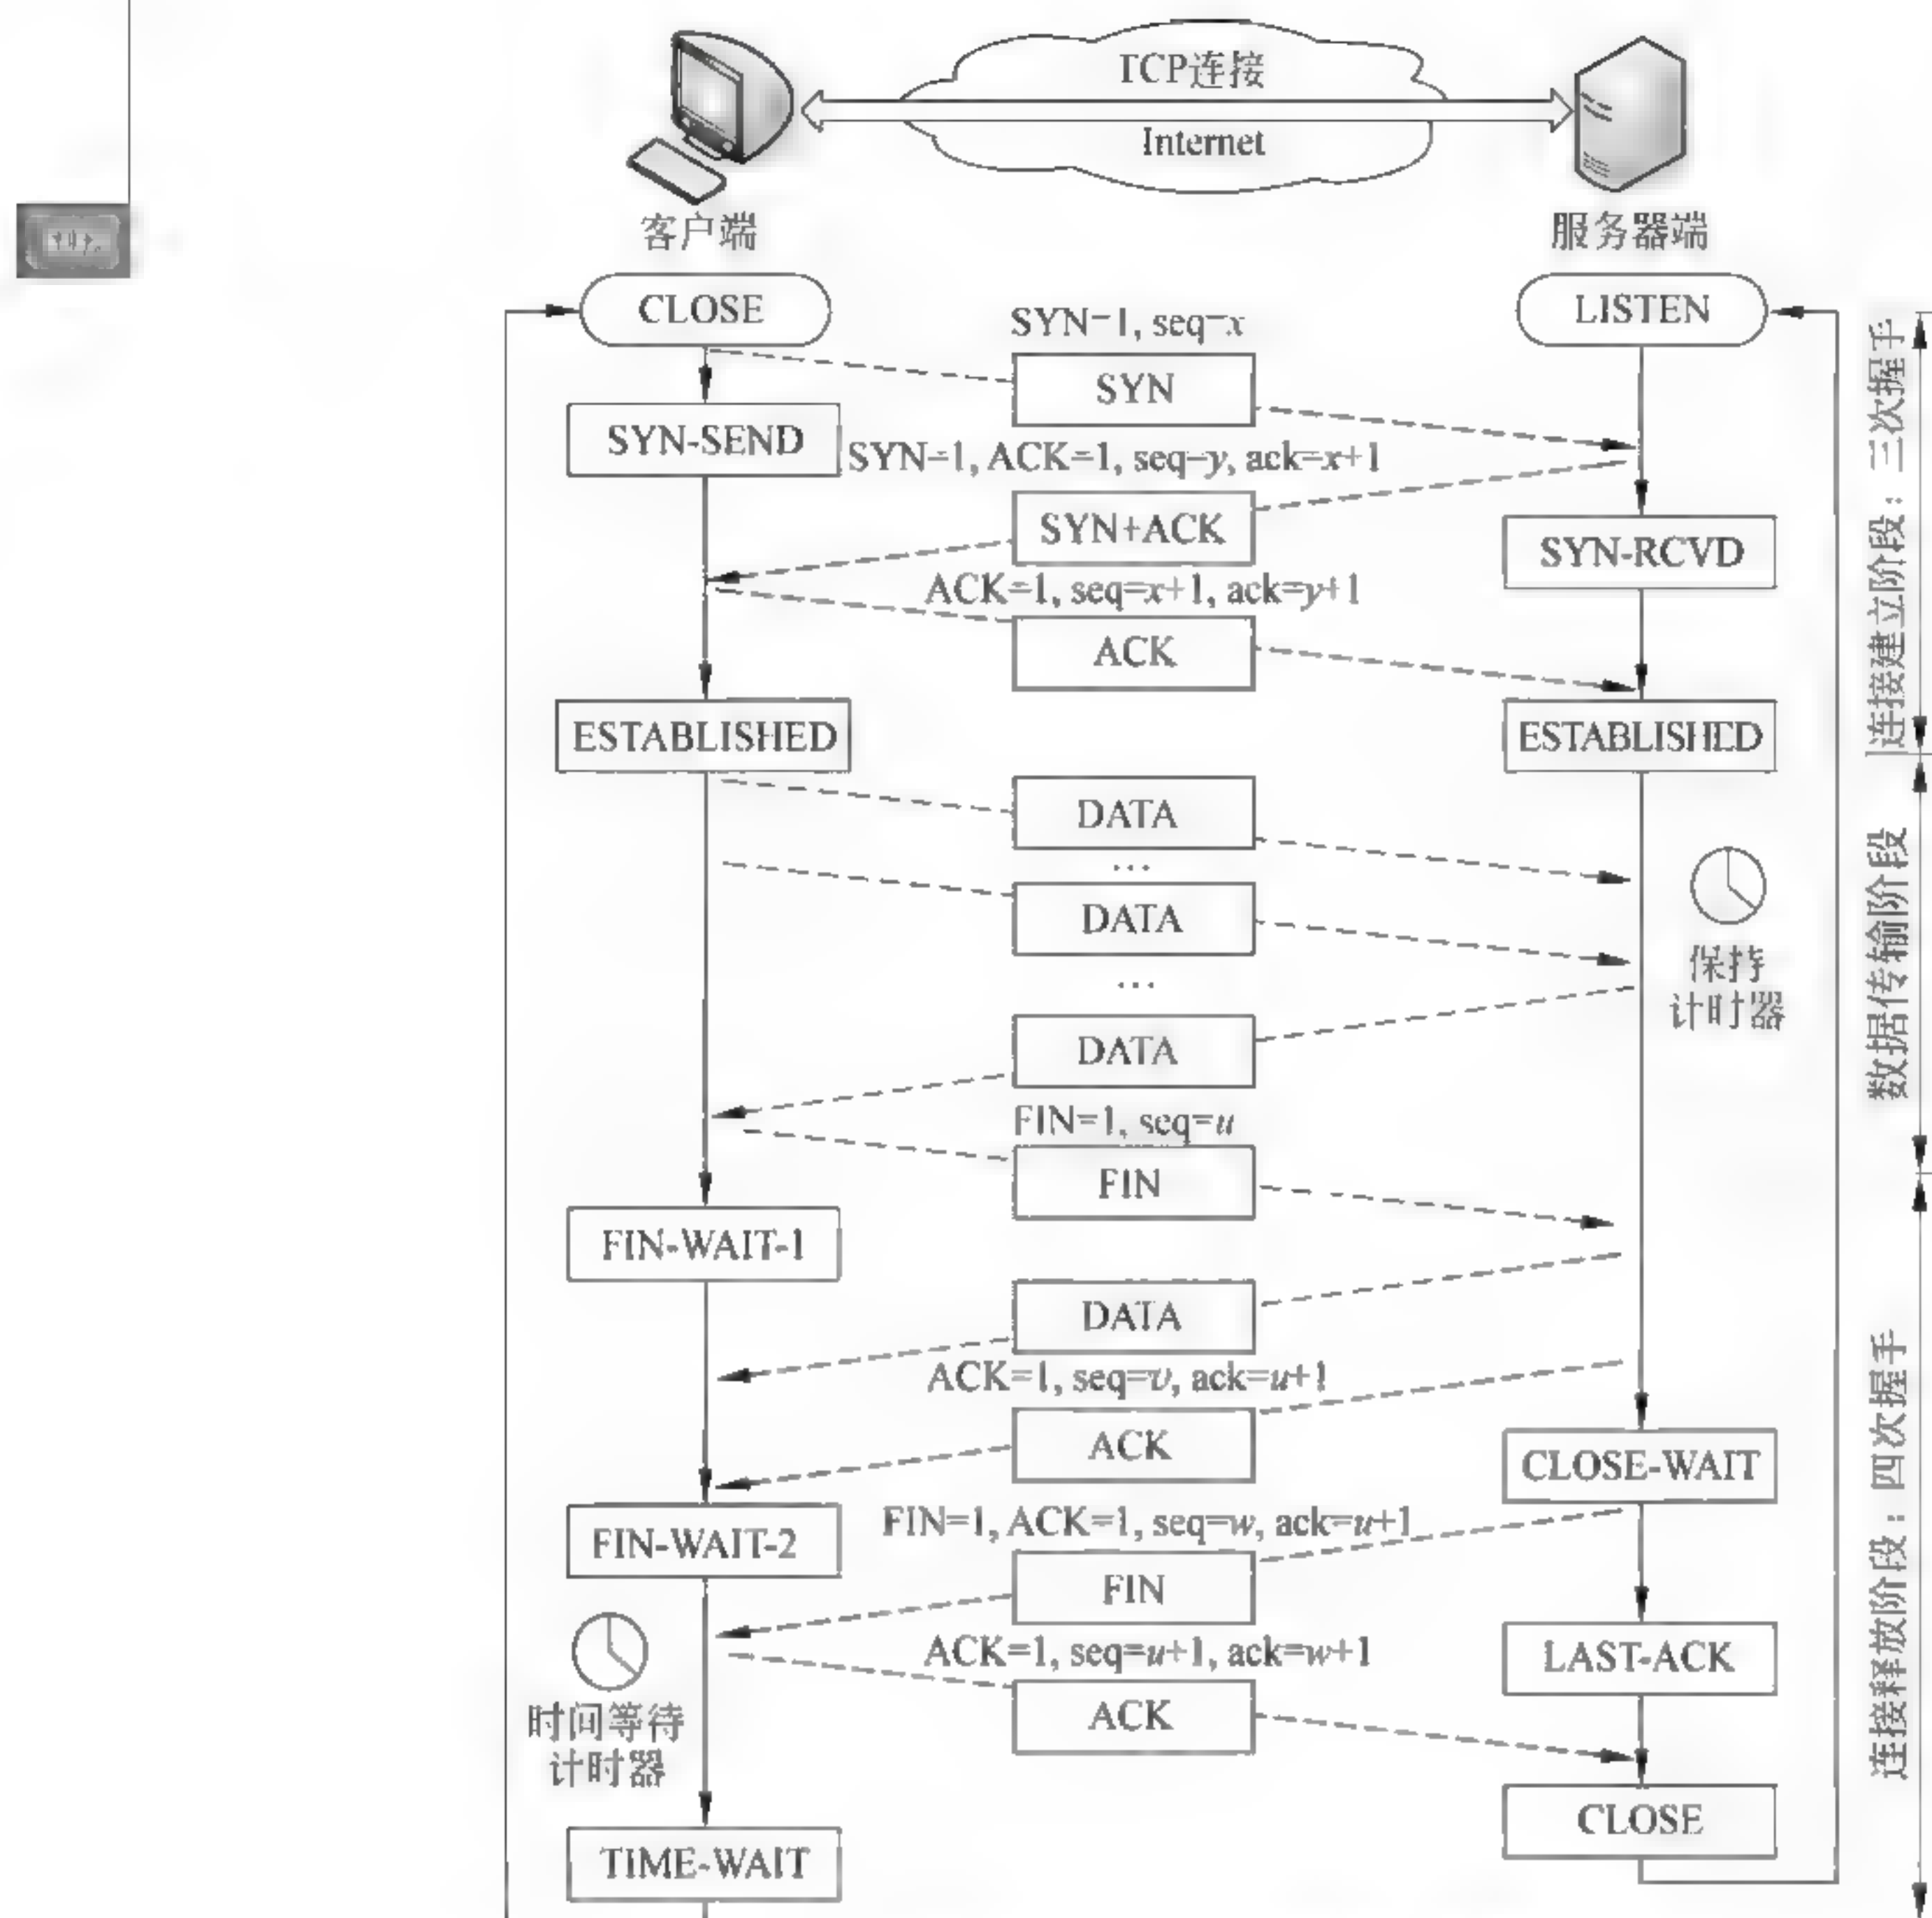 TCP连接
Internet
客户端
服务器端
CLOSE
LISTEN
SYN=1, seq=x
SYN
SYN-SEND
SYN=1, ACK=1, seq=y, ack=x+1
SYN+ACK
SYN-RCVD
ACK=1, seq=x+1, ack=y+1
ACK
ESTABLISHED
ESTABLISHED
连接建立阶段：三次握手
DATA
…
DATA
…
DATA
保持
计时器
数据传输阶段
FIN=1, seq=u
FIN
FIN-WAIT-1
DATA
ACK=1, seq=v, ack=u+1
ACK
CLOSE-WAIT
FIN-WAIT-2
FIN=1, ACK=1, seq=w, ack=u+1
FIN
ACK=1, seq=u+1, ack=w+1
LAST-ACK
时间等待
计时器
ACK
CLOSE
TIME-WAIT
连接释放阶段：四次握手